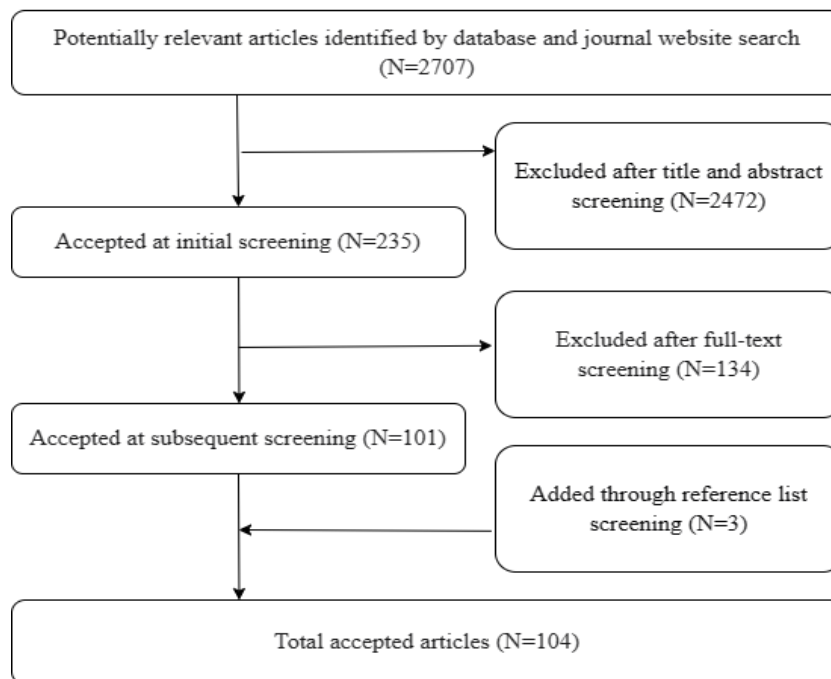 Potentially relevant articles identified by database and journal website search
(N=2707)
Excluded after title and abstract
screening (N=2472)
Accepted at initial screening (N=235)
Excluded after full-text
screening (N=134)
Accepted at subsequent screening (N=101)
Added through reference list
screening (N=3)
Total accepted articles (N=104)